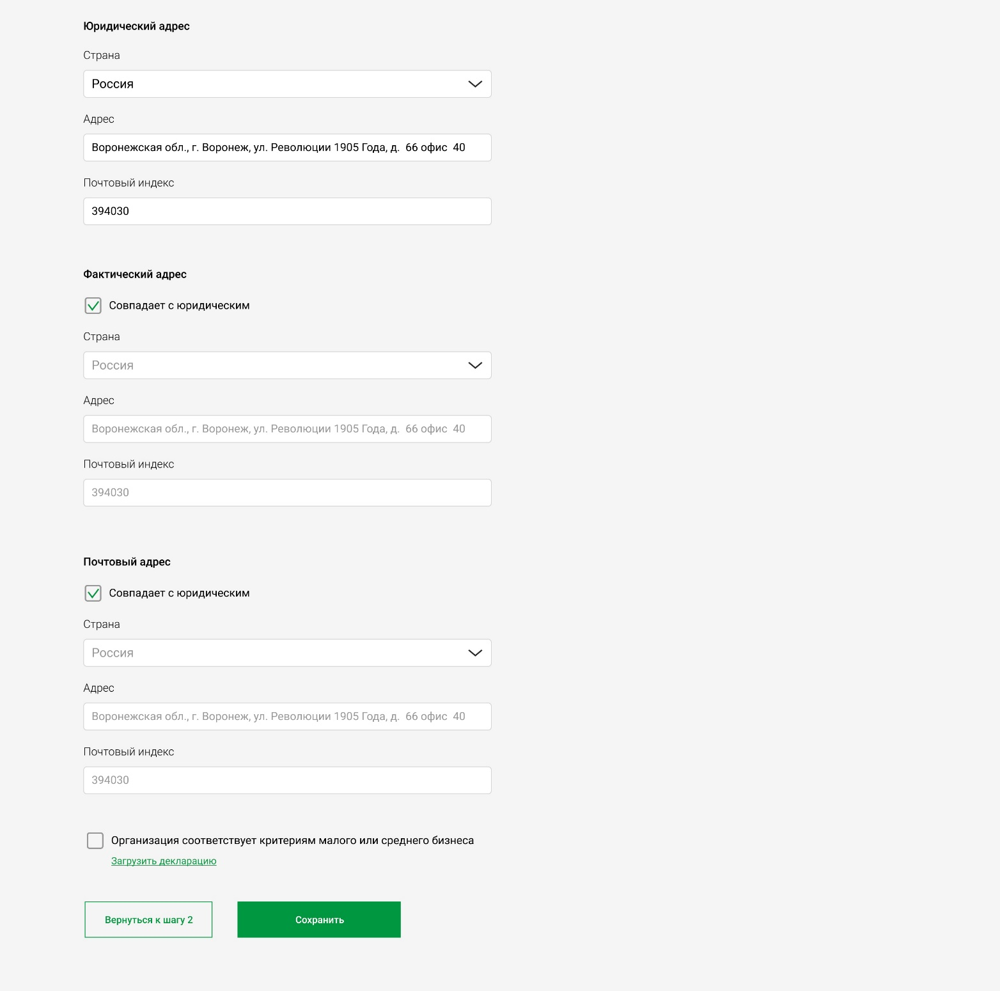 Юридический адрес
Страна
Россия
Адрес
Воронежская обл., г. Воронеж, ул. Революции 1905 Года, д.  66 офис  40
Почтовый индекс
394030
Фактический адрес
Совпадает с юридическим
Страна
Россия
Адрес
Воронежская обл., г. Воронеж, ул. Революции 1905 Года, д.  66 офис  40
Почтовый индекс
394030
Почтовый адрес
Совпадает с юридическим
Страна
Россия
Адрес
Воронежская обл., г. Воронеж, ул. Революции 1905 Года, д.  66 офис  40
Почтовый индекс
394030
Организация соответствует критериям малого или среднего бизнеса
Загрузить декларацию
Вернуться к шагу 2
Сохранить